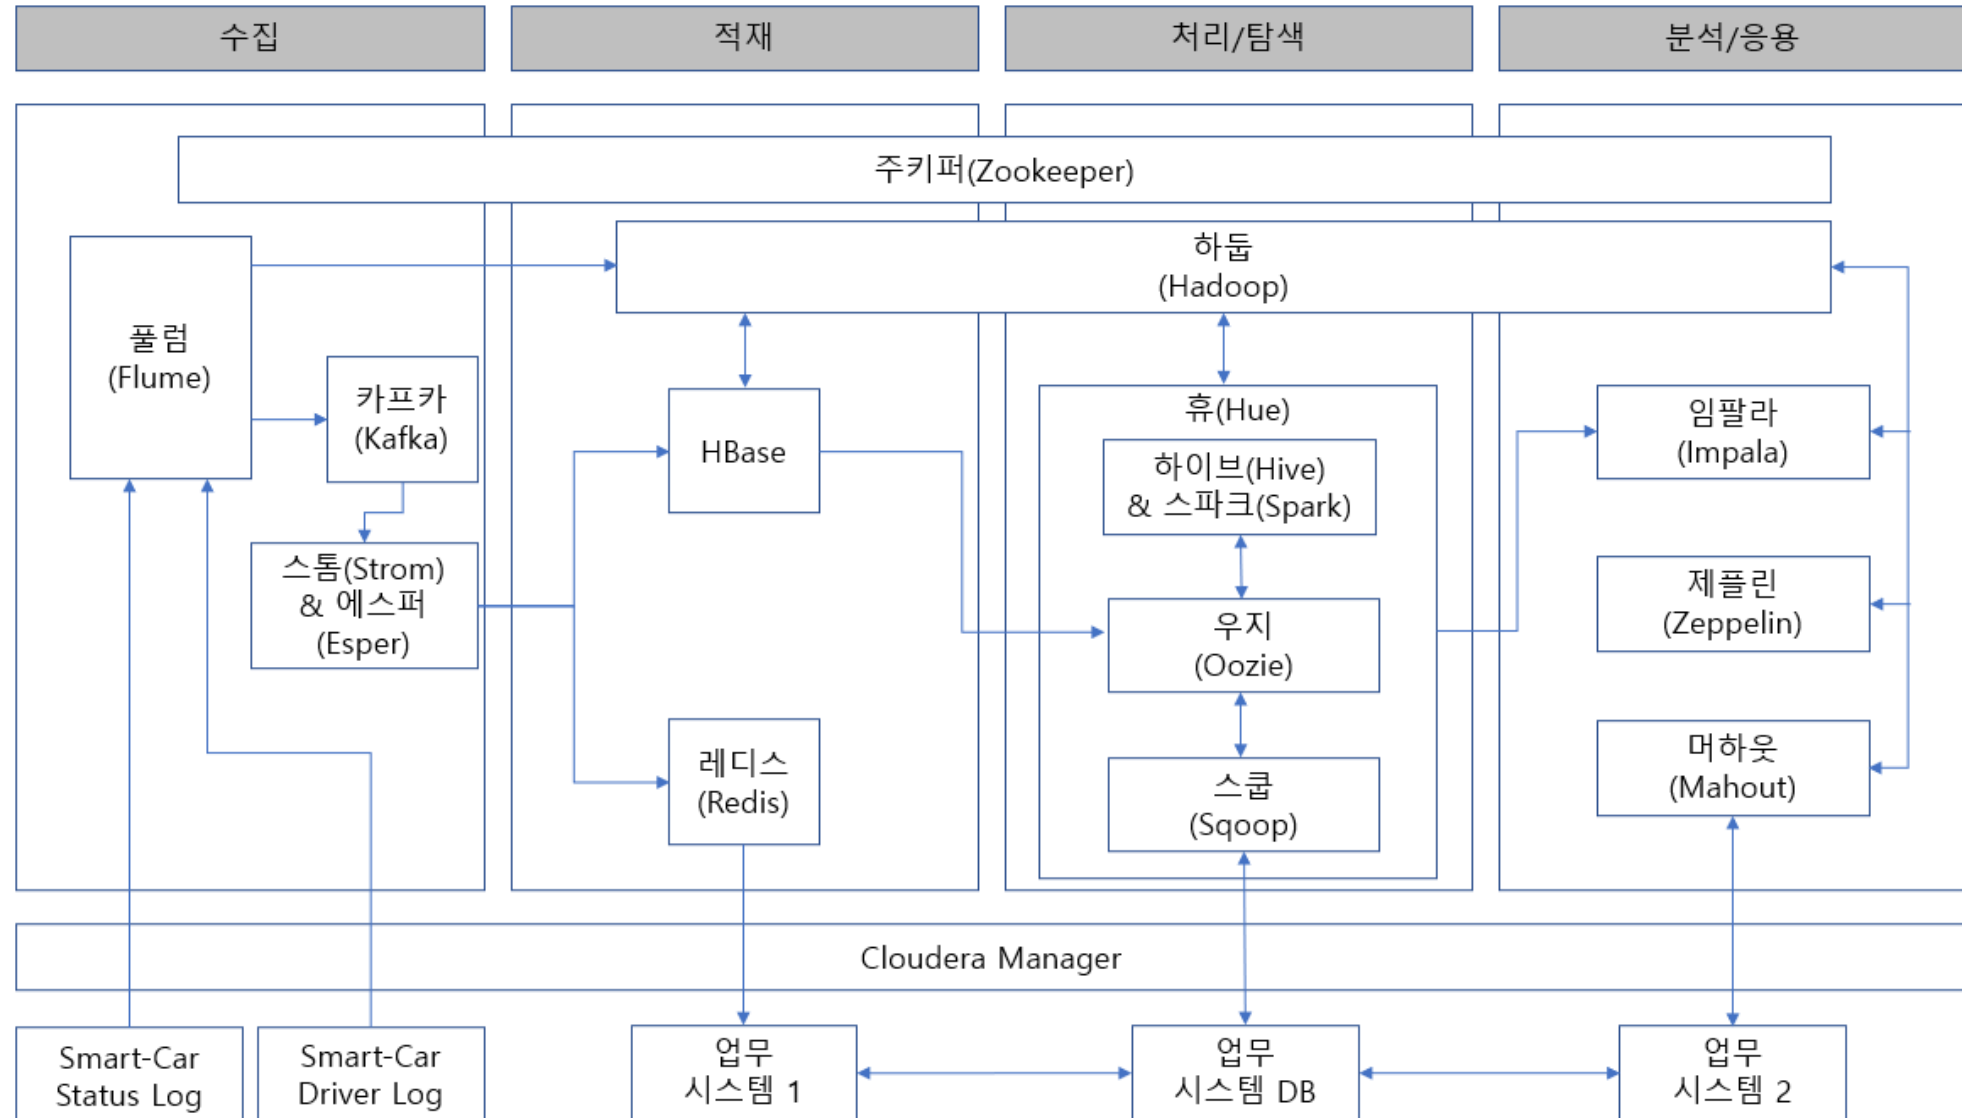 수집
적재
처리/탐색
분석/응용
주키퍼(Zookeeper)
하둡
(Hadoop)
풀럼
(Flume)
카프카
(Kafka)
스톰(Strom)
& 에스퍼
(Esper)
HBase
레디스
(Redis)
휴(Hue)
하이브(Hive)
& 스파크(Spark)
우지
(Oozie)
스쿱
(Sqoop)
임팔라
(Impala)
제플린
(Zeppelin)
머하웃
(Mahout)
Cloudera Manager
Smart-Car
Status Log
Smart-Car
Driver Log
업무
시스템 1
업무
시스템 DB
업무
시스템 2